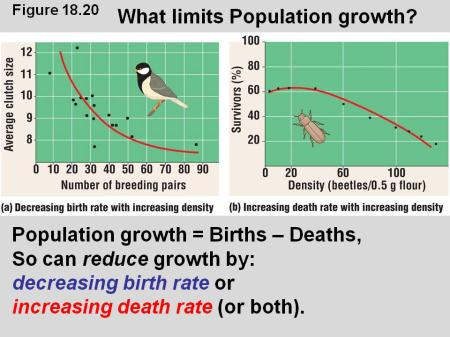 Figure 18.20
What limits Population growth?
Average clutch size
12
11
10
9
8
0 10 20 30 40 50 60 70 80 90
Number of breeding pairs
(a) Decreasing birth rate with increasing density
Survivors (%)
100
80
60
40
20
0 20 60 100
Density (beetles/0.5 g flour)
(b) Increasing death rate with increasing density
Population growth = Births – Deaths,
So can reduce growth by:
decreasing birth rate or
increasing death rate (or both).